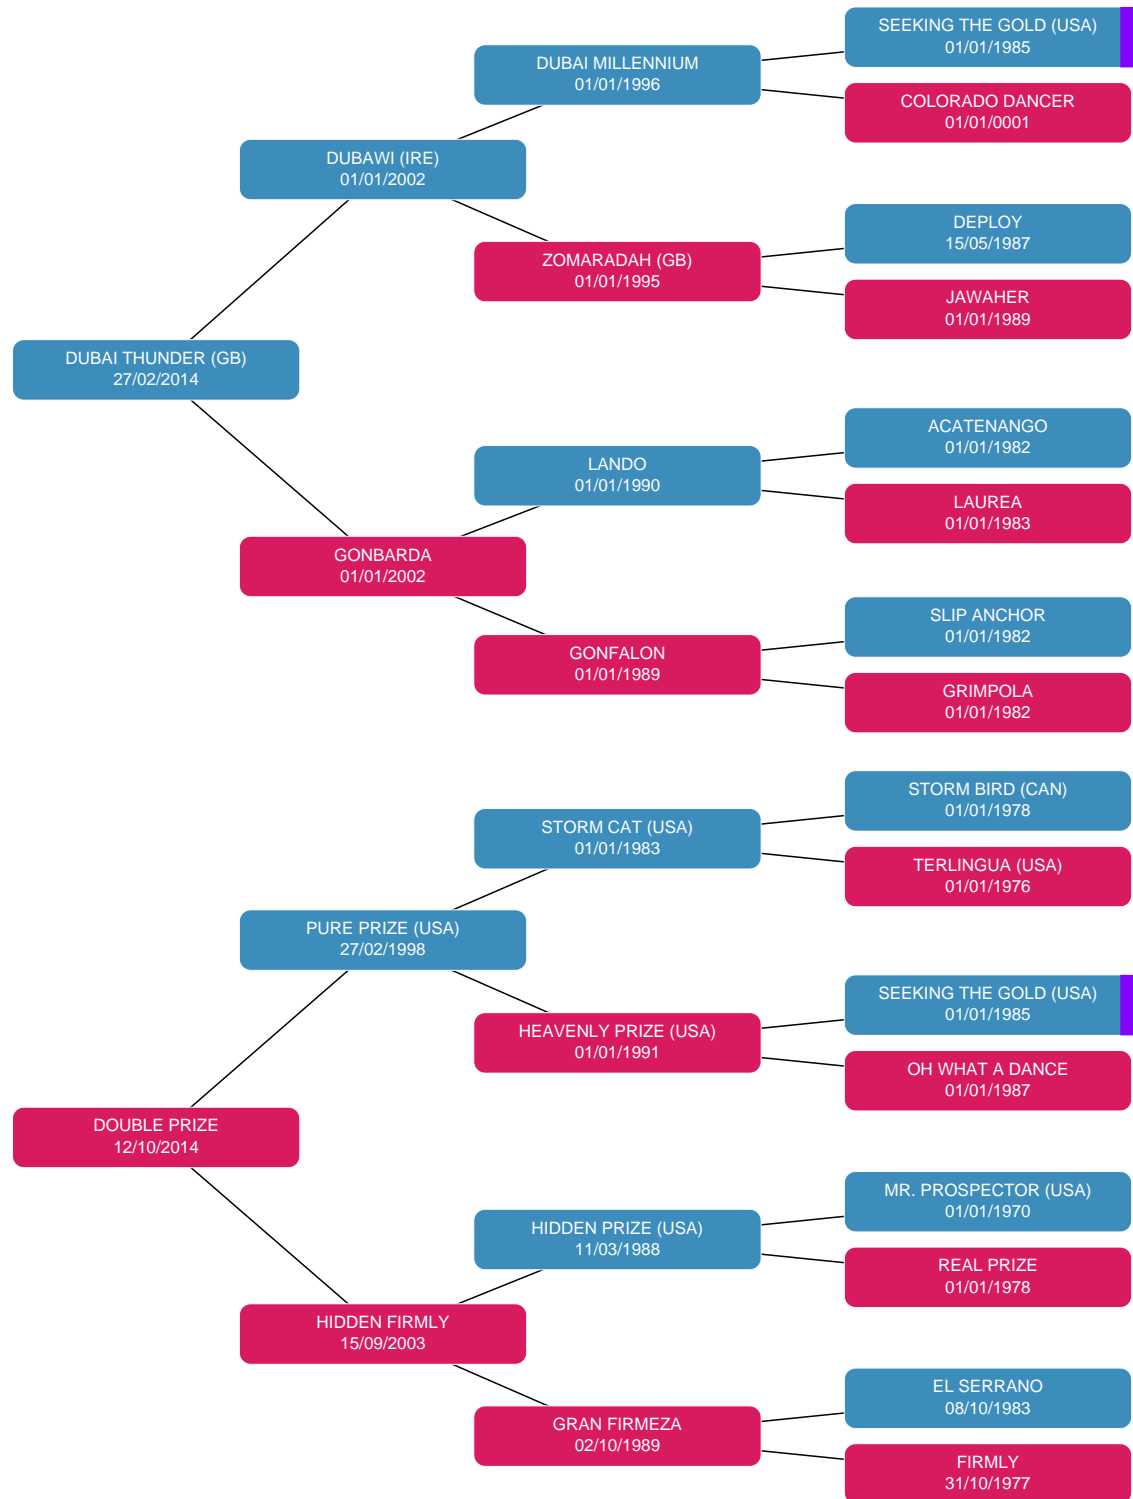 SEEKING THE GOLD (USA)
01/01/1985
DUBAI MILLENNIUM
01/01/1996
COLORADO DANCER
01/01/0001
DUBAWI (IRE)
01/01/2002
DEPLOY
15/05/1987
ZOMARADAH (GB)
01/01/1995
JAWAHER
01/01/1989
DUBAI THUNDER (GB)
27/02/2014
ACATENANGO
01/01/1982
LANDO
01/01/1990
LAUREA
01/01/1983
GONBARDA
01/01/2002
SLIP ANCHOR
01/01/1982
GONFALON
01/01/1989
GRIMPOLA
01/01/1982
STORM BIRD (CAN)
01/01/1978
STORM CAT (USA)
01/01/1983
TERLINGUA (USA)
01/01/1976
PURE PRIZE (USA)
27/02/1998
SEEKING THE GOLD (USA)
01/01/1985
HEAVENLY PRIZE (USA)
01/01/1991
OH WHAT A DANCE
01/01/1987
DOUBLE PRIZE
12/10/2014
MR. PROSPECTOR (USA)
01/01/1970
HIDDEN PRIZE (USA)
11/03/1988
REAL PRIZE
01/01/1978
HIDDEN FIRMLY
15/09/2003
EL SERRANO
08/10/1983
GRAN FIRMEZA
02/10/1989
FIRMLY
31/10/1977